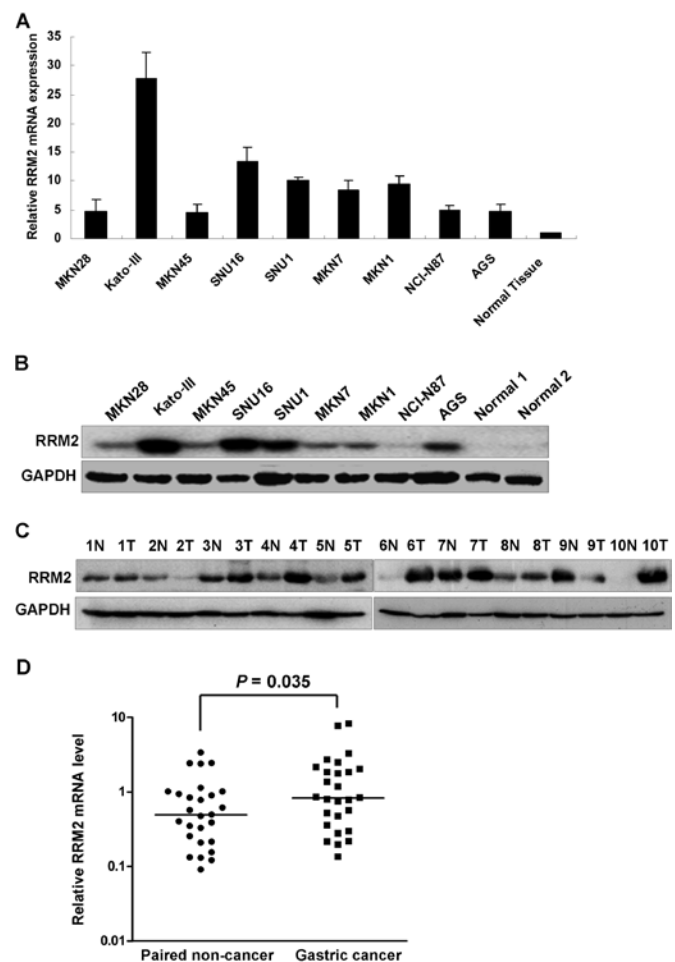 A
Relative RRM2 mRNA expression
35
30
25
20
15
10
5
0
MKN28 Kato-III MKN45 SNU16 SNU1 MKN7 MKN1 NCI-N87 AGS Normal Tissue
B
MKN28 Kato-III MKN45 SNU16 SNU1 MKN7 MKN1 NCI-N87 AGS Normal 1 Normal 2
RRM2
GAPDH
C
1N 1T 2N 2T 3N 3T 4N 4T 5N 5T 6N 6T 7N 7T 8N 8T 9N 9T 10N 10T
RRM2
GAPDH
D
P = 0.035
Relative RRM2 mRNA level
10
1
0.1
0.01
Paired non-cancer Gastric cancer